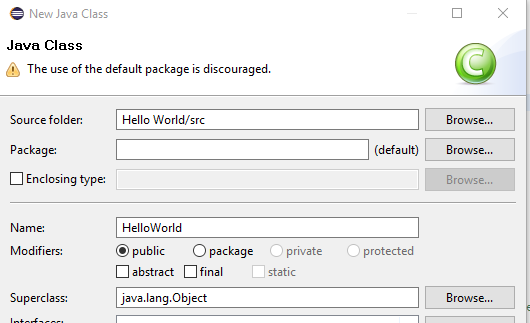 New Java Class
Java Class
The use of the default package is discouraged.
Source folder: Hello World/src Browse...
Package: (default) Browse...
Enclosing type: Browse...
Name: HelloWorld
Modifiers: public package private protected
abstract final static
Superclass: java.lang.Object Browse...
Interfaces: